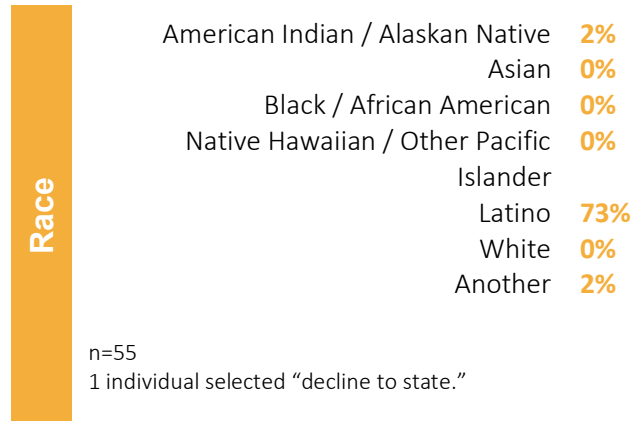 Race
American Indian / Alaskan Native 2%
Asian 0%
Black / African American 0%
Native Hawaiian / Other Pacific 0%
Islander
Latino 73%
White 0%
Another 2%
n=55
1 individual selected “decline to state.”